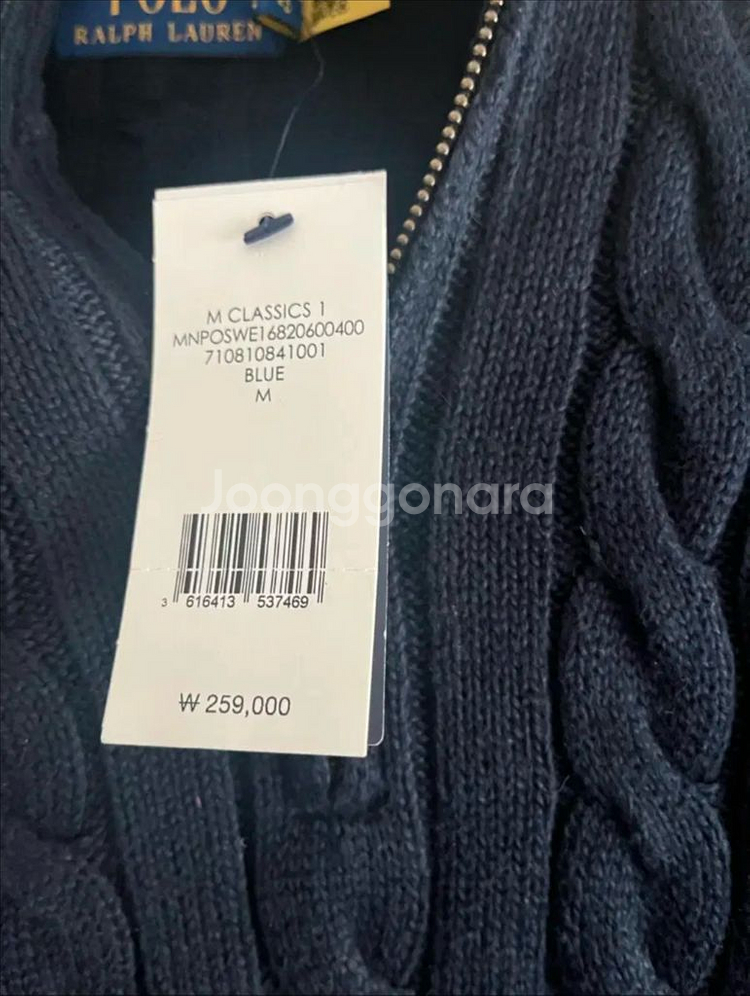 POLO
RALPH LAUREN
M CLASSICS 1
MNPOSWE16820600400
710810841001
BLUE
M
Joonggonara
3 616413 537469
₩ 259,000